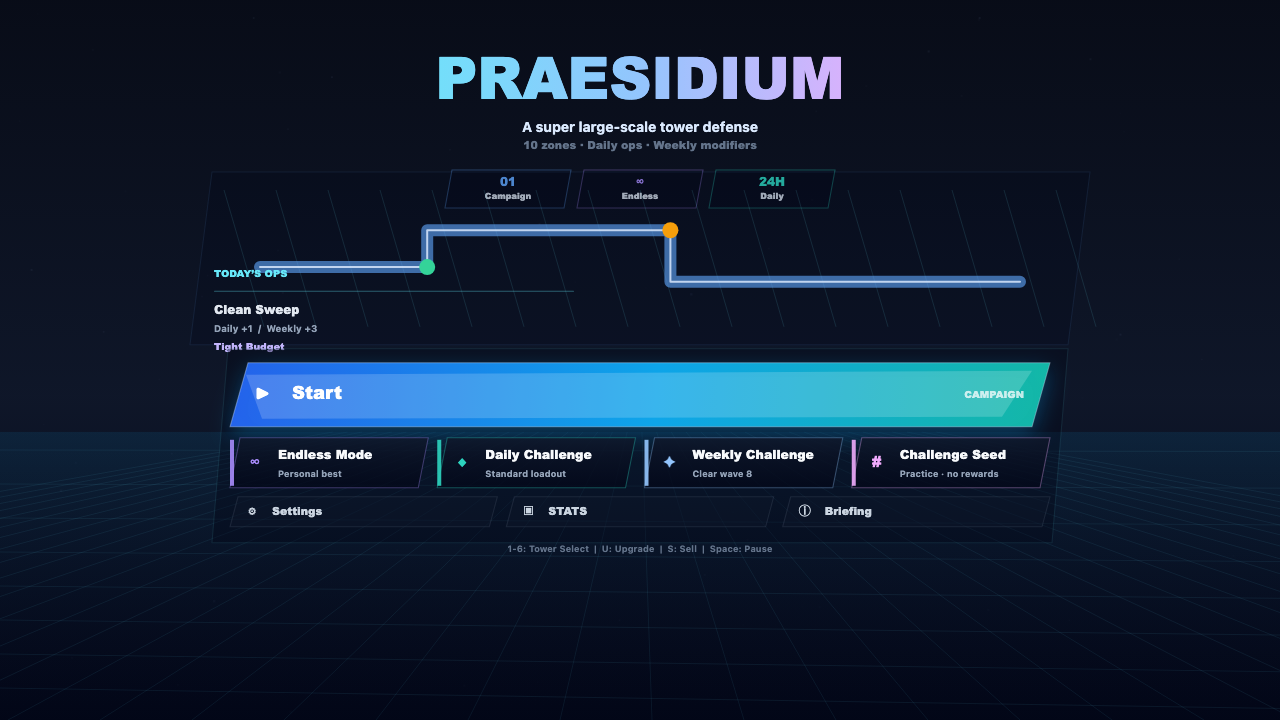 PRAESIDIUM
A super large-scale tower defense
10 zones · Daily ops · Weekly modifiers
01
Campaign
∞
Endless
24H
Daily
TODAY'S OPS
Clean Sweep
Daily +1 / Weekly +3
Tight Budget
Start
CAMPAIGN
Endless Mode
Personal best
Daily Challenge
Standard loadout
Weekly Challenge
Clear wave 8
# Challenge Seed
Practice · no rewards
Settings
STATS
Briefing
1-6: Tower Select | U: Upgrade | S: Sell | Space: Pause